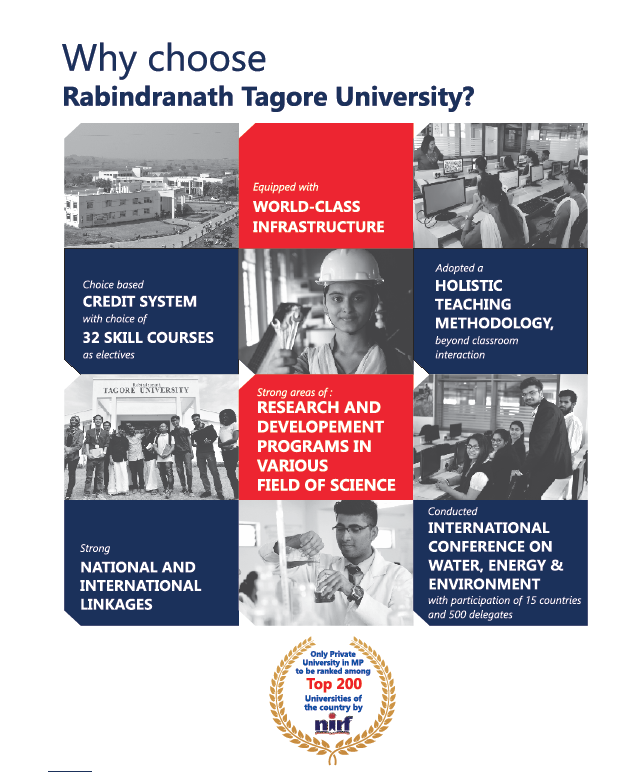 Why choose
Rabindranath Tagore University?
Equipped with
WORLD-CLASS
INFRASTRUCTURE
Choice based
CREDIT SYSTEM
with choice of
32 SKILL COURSES
as electives
Adopted a
HOLISTIC
TEACHING
METHODOLOGY,
beyond classroom
interaction
Rabindranath
TAGORE UNIVERSITY
Strong areas of :
RESEARCH AND
DEVELOPEMENT
PROGRAMS IN
VARIOUS
FIELD OF SCIENCE
Strong
NATIONAL AND
INTERNATIONAL
LINKAGES
Conducted
INTERNATIONAL
CONFERENCE ON
WATER, ENERGY &
ENVIRONMENT
with participation of 15 countries
and 500 delegates
Only Private
University in MP
to be ranked among
Top 200
Universities of
the country by
nirf